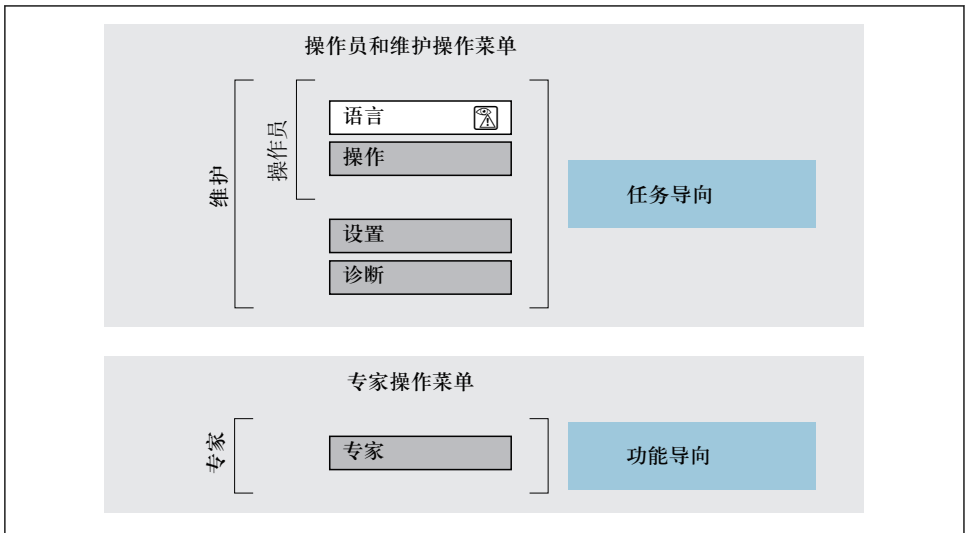 操作员和维护操作菜单
维护
操作员
语言
操作
设置
诊断
任务导向
专家操作菜单
专家
专家
功能导向